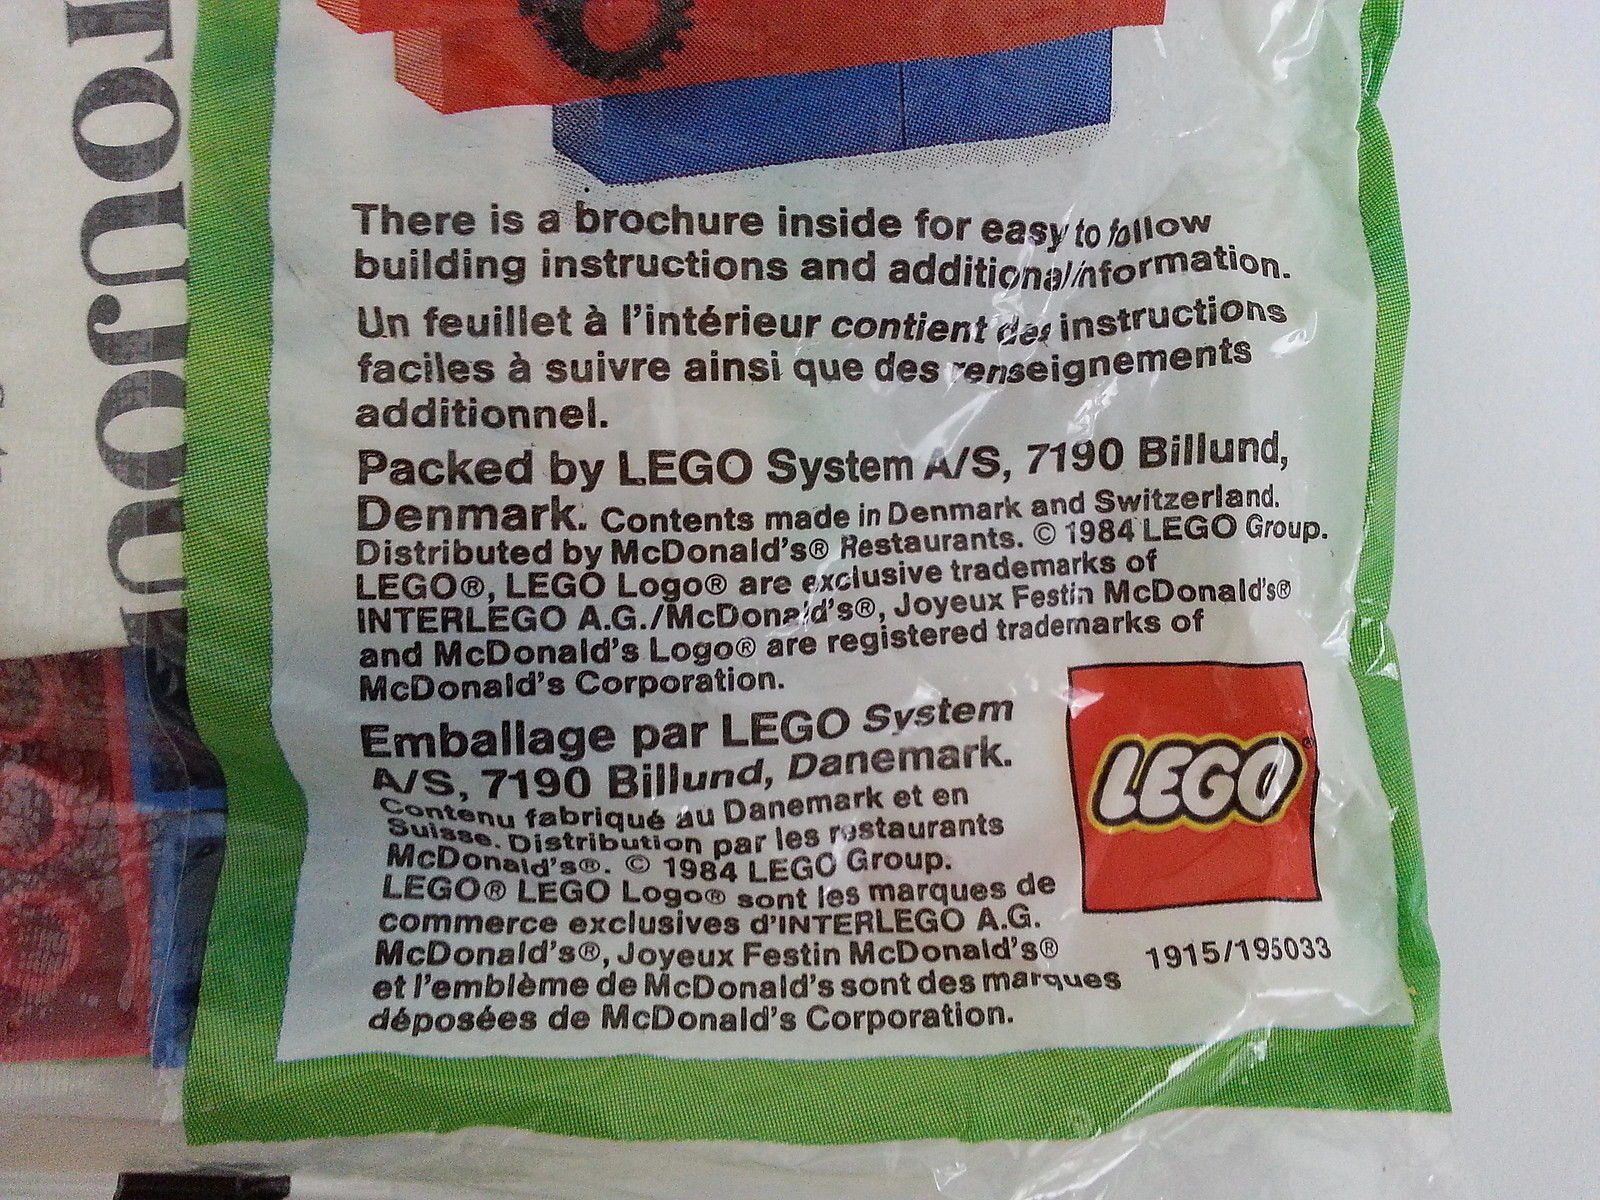 There is a brochure inside for easy to follow
building instructions and additional information.
Un feuillet à l'intérieur contient des instructions
faciles à suivre ainsi que des renseignements
additionnel.
Packed by LEGO System A/S, 7190 Billund,
Denmark. Contents made in Denmark and Switzerland.
Distributed by McDonald's® Restaurants. © 1984 LEGO Group.
LEGO®, LEGO Logo® are exclusive trademarks of
INTERLEGO A.G./McDonald's®, Joyeux Festin McDonald's®
and McDonald's Logo® are registered trademarks of
McDonald's Corporation.
Emballage par LEGO System
A/S, 7190 Billund, Danemark.
Contenu fabriqué au Danemark et en
Suisse. Distribution par les restaurants
McDonald's®. © 1984 LEGO Group.
LEGO® LEGO Logo® sont les marques de
commerce exclusives d'INTERLEGO A.G.
McDonald's®, Joyeux Festin McDonald's®
et l'emblème de McDonald's sont des marques
déposées de McDonald's Corporation.
LEGO®
1915/195033